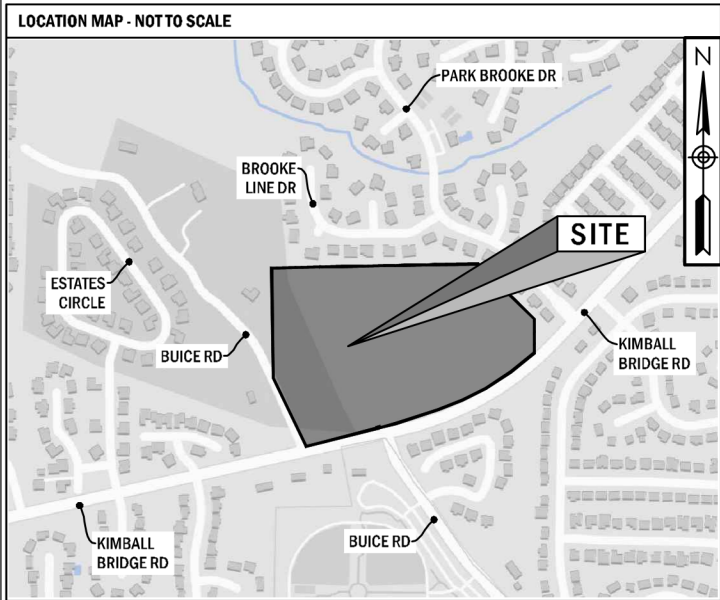 LOCATION MAP - NOT TO SCALE
N
PARK BROOKE DR
BROOKE
LINE DR
SITE
ESTATES
CIRCLE
BUICE RD
KIMBALL
BRIDGE RD
KIMBALL
BRIDGE RD
BUICE RD